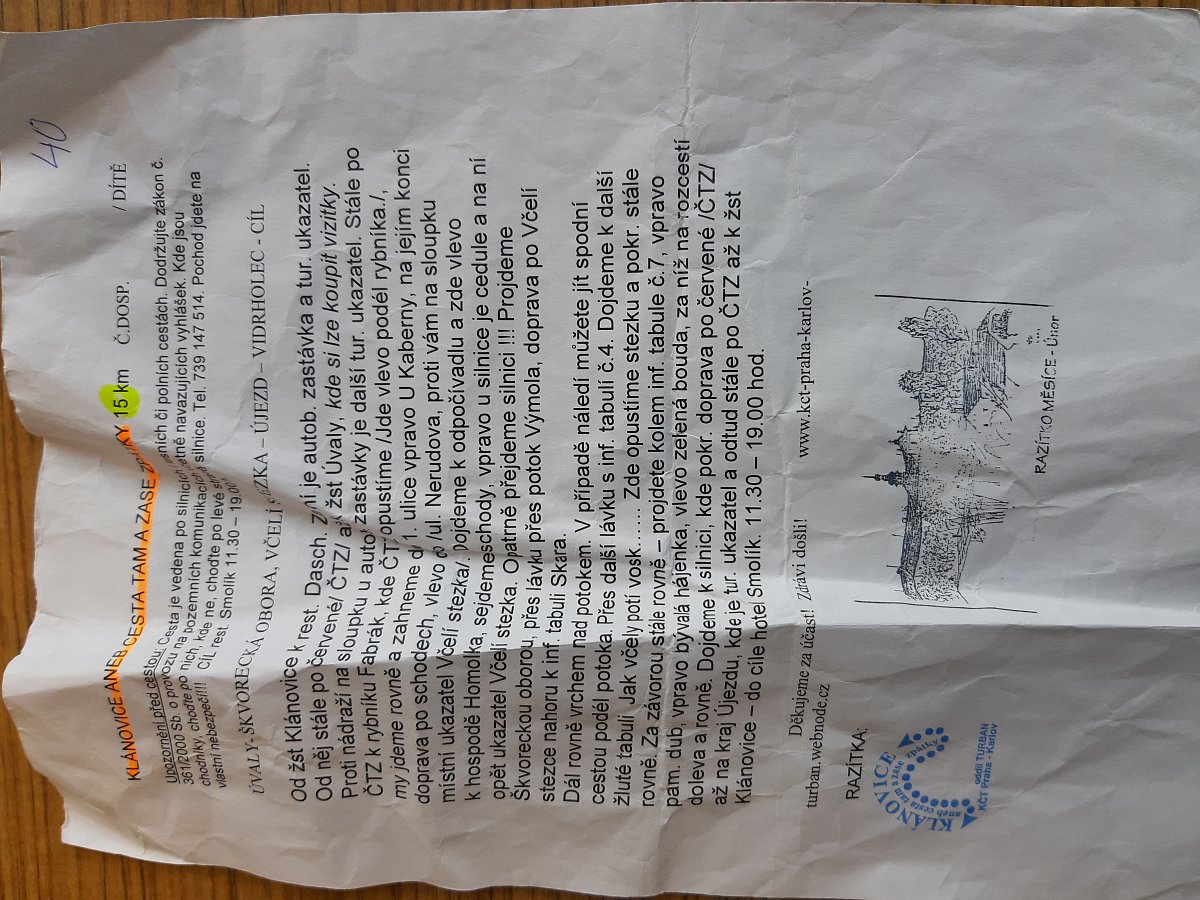 40
KLÁNOVICE ANEB CESTA TAM A ZASE ZPÁTKY 15 km Č.DOSP. / DÍTĚ
Upozornění před cestou: Cesta je vedena po silnicích, lesních či polních cestách. Dodržujte zákon č.
361/2000 Sb. o provozu na pozemních komunikacích, včetně navazujících vyhlášek. Kde jsou
chodníky, choďte po nich, kde ne, choďte po levé straně silnice. Tel. 739 147 514. Pochod jdete na
vlastní nebezpečí!!! Cíl rest. Smolík 11.30 – 19.00
ÚVALY-ŠKVORECKÁ OBORA, VČELÍ STEZKA – ÚJEZD – VIDRHOLEC - CÍL
Od žst Klánovice k rest. Dasch. Z ní je autob. zastávka a tur. ukazatel.
Od něj stále po červené/ ČTZ/ až k žst Úvaly, kde si lze koupit vizitky.
Proti nádraží na sloupku u autob. zastávky je další tur. ukazatel. Stále po
ČTZ k rybníku Fabrák, kde ČTZ opustíme /Jde vlevo podél rybníka./,
my jdeme rovně a zahneme do 1. ulice vpravo U Kaberny, na jejím konci
doprava po schodech, vlevo do ul. Nerudova, proti vám na sloupku
místní ukazatel Včelí stezka/ Dojdeme k odpočívadlu a zde vlevo
k hospodě Homolka, sejdeme schody, vpravo u silnice je cedule a na ní
opět ukazatel Včelí stezka. Opatrně přejdeme silnici !!! Projdeme
Škvoreckou oborou, přes lávku přes potok Výmola, doprava po Včelí
stezce nahoru k inf. tabuli Skara.
Dál rovně vrchem nad potokem. V případě náledí můžete jít spodní
cestou podél potoka. Přes další lávku s inf. tabulí č.4. Dojdeme k další
žluté tabuli Jak včely potí vosk…… Zde opustíme stezku a pokr. stále
rovně. Za závorou stále rovně – projdete kolem inf. tabule č.7, vpravo
pam. dub, vpravo bývalá hájenka, vlevo zelená bouda, za níž na rozcestí
doleva a rovně. Dojdeme k silnici, kde pokr. doprava po červené /ČTZ/
až na kraj Újezdu, kde je tur. ukazatel a odtud stále po ČTZ až k žst
Klánovice – do cíle hotel Smolík. 11.30 – 19.00 hod.
Děkujeme za účast! Zdrávi došli! www.kct-praha-karlov-
turban.webnode.cz
RAZÍTKA:
KLÁNOVICE
aneb cesta tam a zase zpátky
oddíl TURBAN
KČT Praha - Karlov
RAZÍTKO MĚSÍCE - Únor